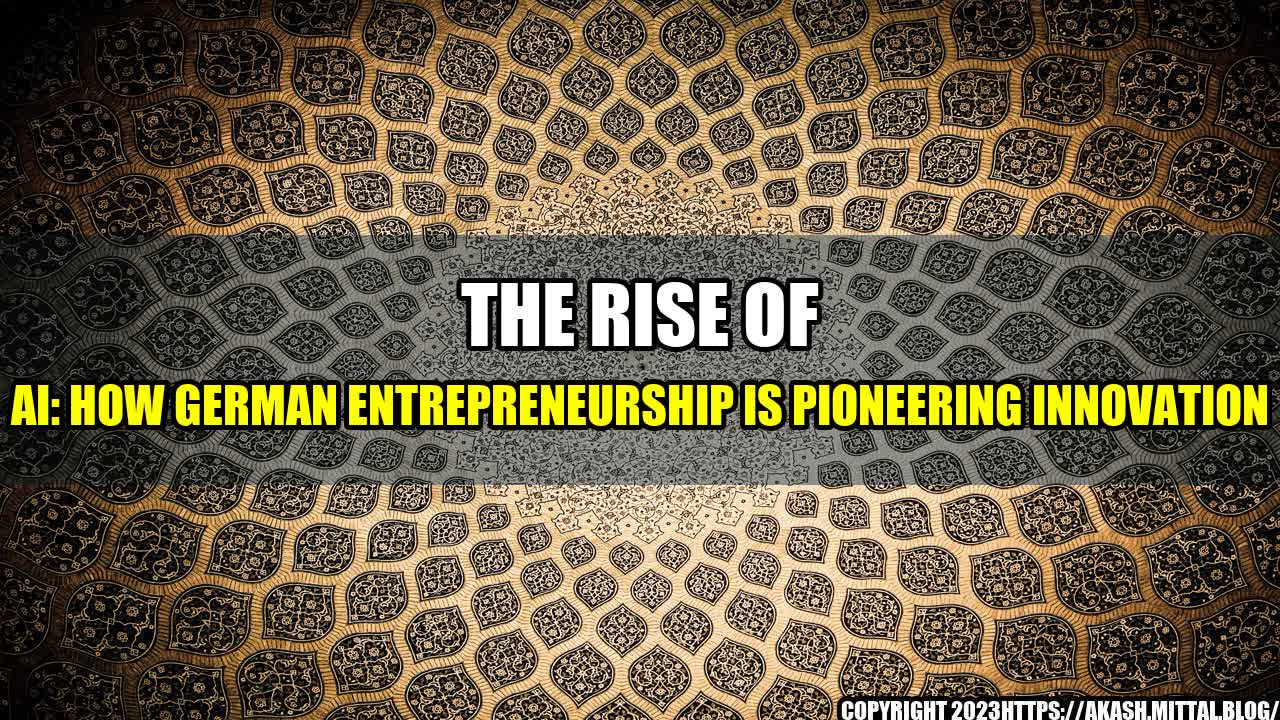 THE RISE OF
AI: HOW GERMAN ENTREPRENEURSHIP IS PIONEERING INNOVATION
COPYRIGHT 2023HTTPS://AKASH.MITTAL.BLOG/